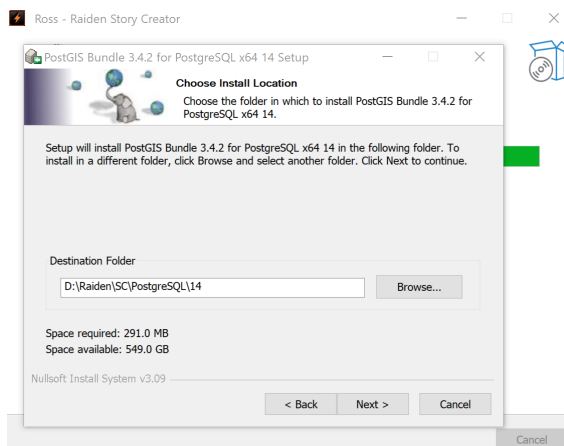 Ross - Raiden Story Creator
PostGIS Bundle 3.4.2 for PostgreSQL x64 14 Setup
Choose Install Location
Choose the folder in which to install PostGIS Bundle 3.4.2 for
PostgreSQL x64 14.
Setup will install PostGIS Bundle 3.4.2 for PostgreSQL x64 14 in the following folder. To
install in a different folder, click Browse and select another folder. Click Next to continue.
Destination Folder
D:\Raiden\SC\PostgreSQL\14
Browse...
Space required: 291.0 MB
Space available: 549.0 GB
Nullsoft Install System v3.09
< Back Next > Cancel
Cancel